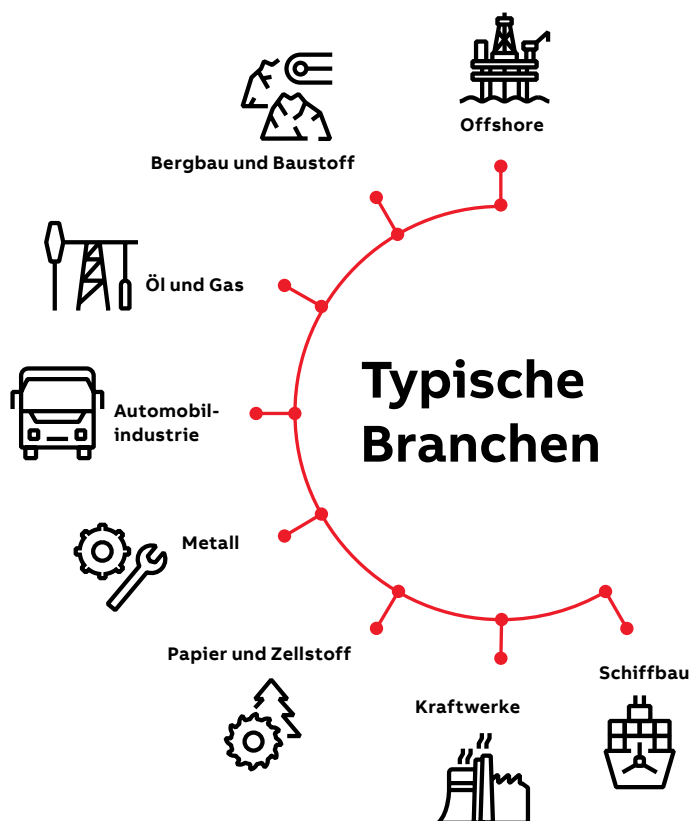 Offshore
Bergbau und Baustoff
Öl und Gas
Typische
Branchen
Automobil-
industrie
Metall
Papier und Zellstoff
Schiffbau
Kraftwerke